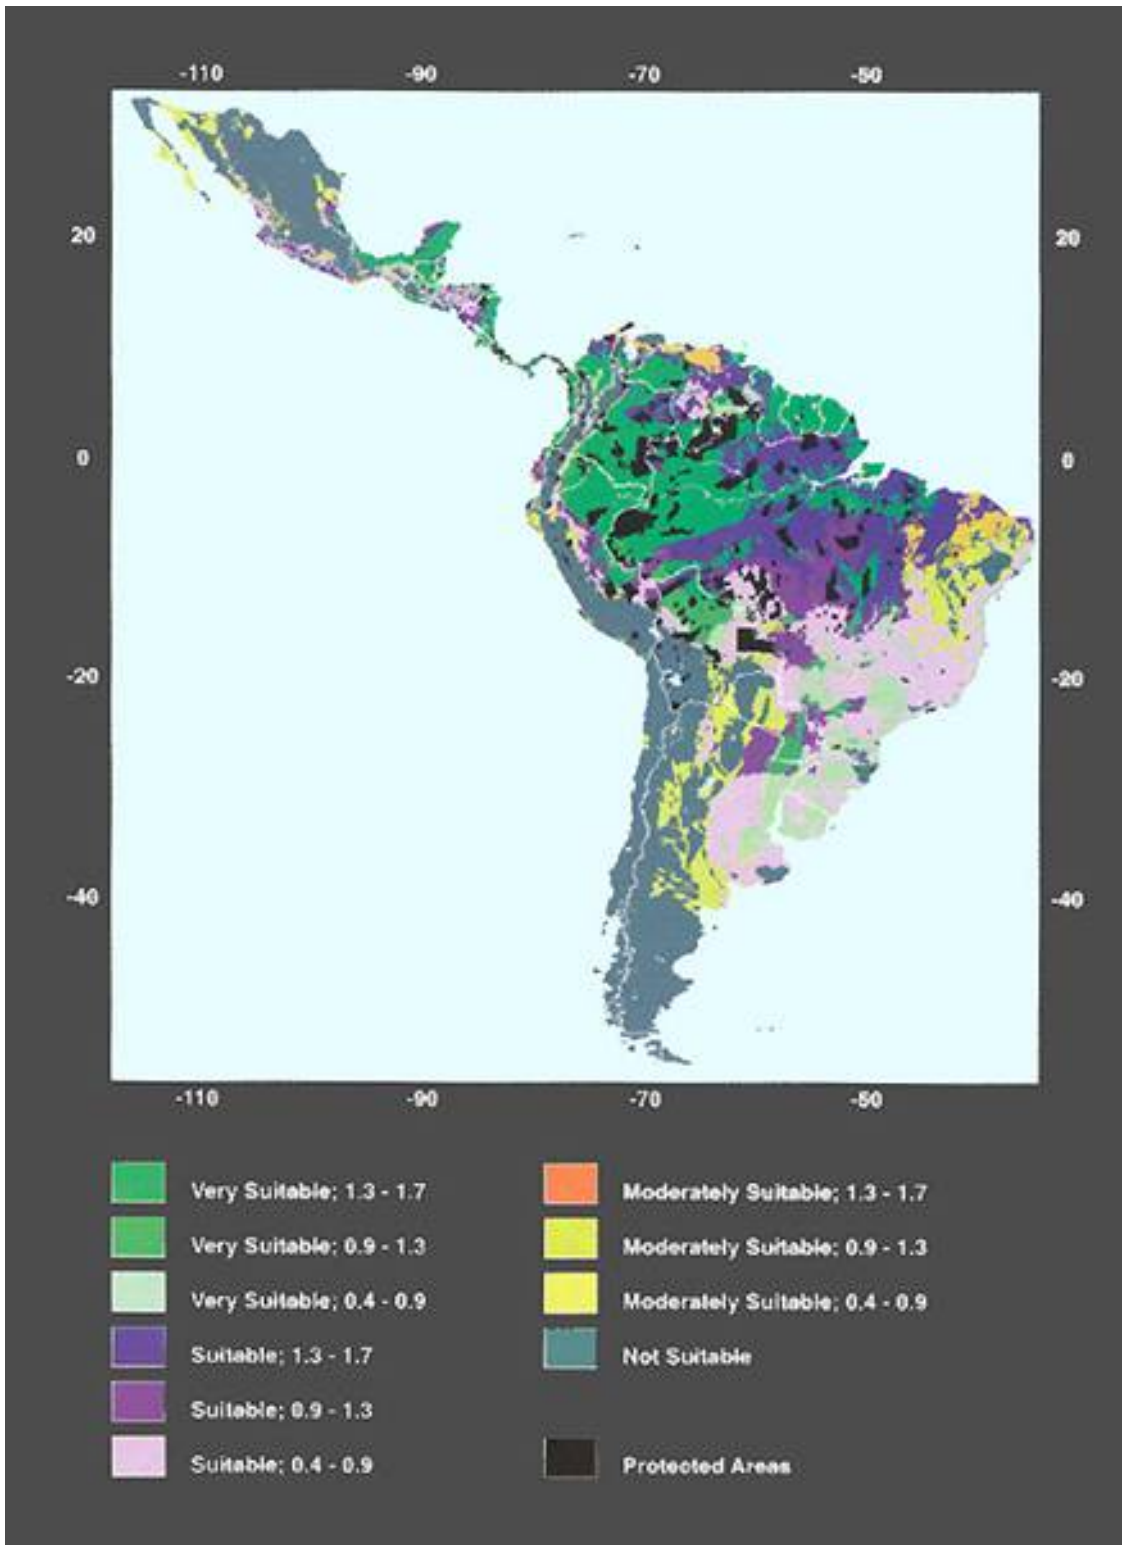 -110 -90 -70 -50
20 20
0 0
-20 -20
-40 -40
-110 -90 -70 -50
Very Suitable; 1.3 - 1.7
Very Suitable; 0.9 - 1.3
Very Suitable; 0.4 - 0.9
Suitable; 1.3 - 1.7
Suitable; 0.9 - 1.3
Suitable; 0.4 - 0.9
Moderately Suitable; 1.3 - 1.7
Moderately Suitable; 0.9 - 1.3
Moderately Suitable; 0.4 - 0.9
Not Suitable
Protected Areas